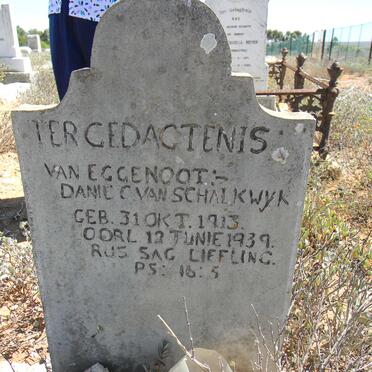 TER GEDAGTENIS
VAN EGGENOOT:-
DANIE C. VAN SCHALKWYK
GEB. 31 OKT. 1913.
OORL 12 JUNIE 1939.
RUS SAG LIEFLING.
PS: 16:5